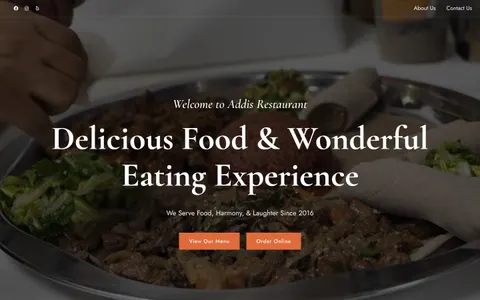 About Us Contact Us
Welcome to Addis Restaurant
Delicious Food & Wonderful
Eating Experience
We Serve Food, Harmony, & Laughter Since 2016
View Our Menu Order Online